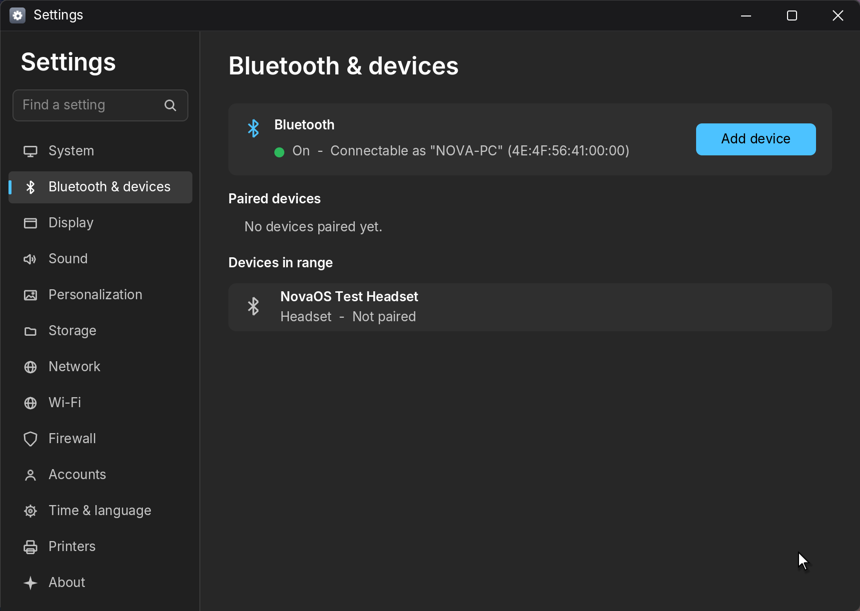 Settings
Settings
Find a setting
System
Bluetooth & devices
Display
Sound
Personalization
Storage
Network
Wi-Fi
Firewall
Accounts
Time & language
Printers
About
Bluetooth & devices
Bluetooth
On - Connectable as "NOVA-PC" (4E:4F:56:41:00:00)
Add device
Paired devices
No devices paired yet.
Devices in range
NovaOS Test Headset
Headset - Not paired